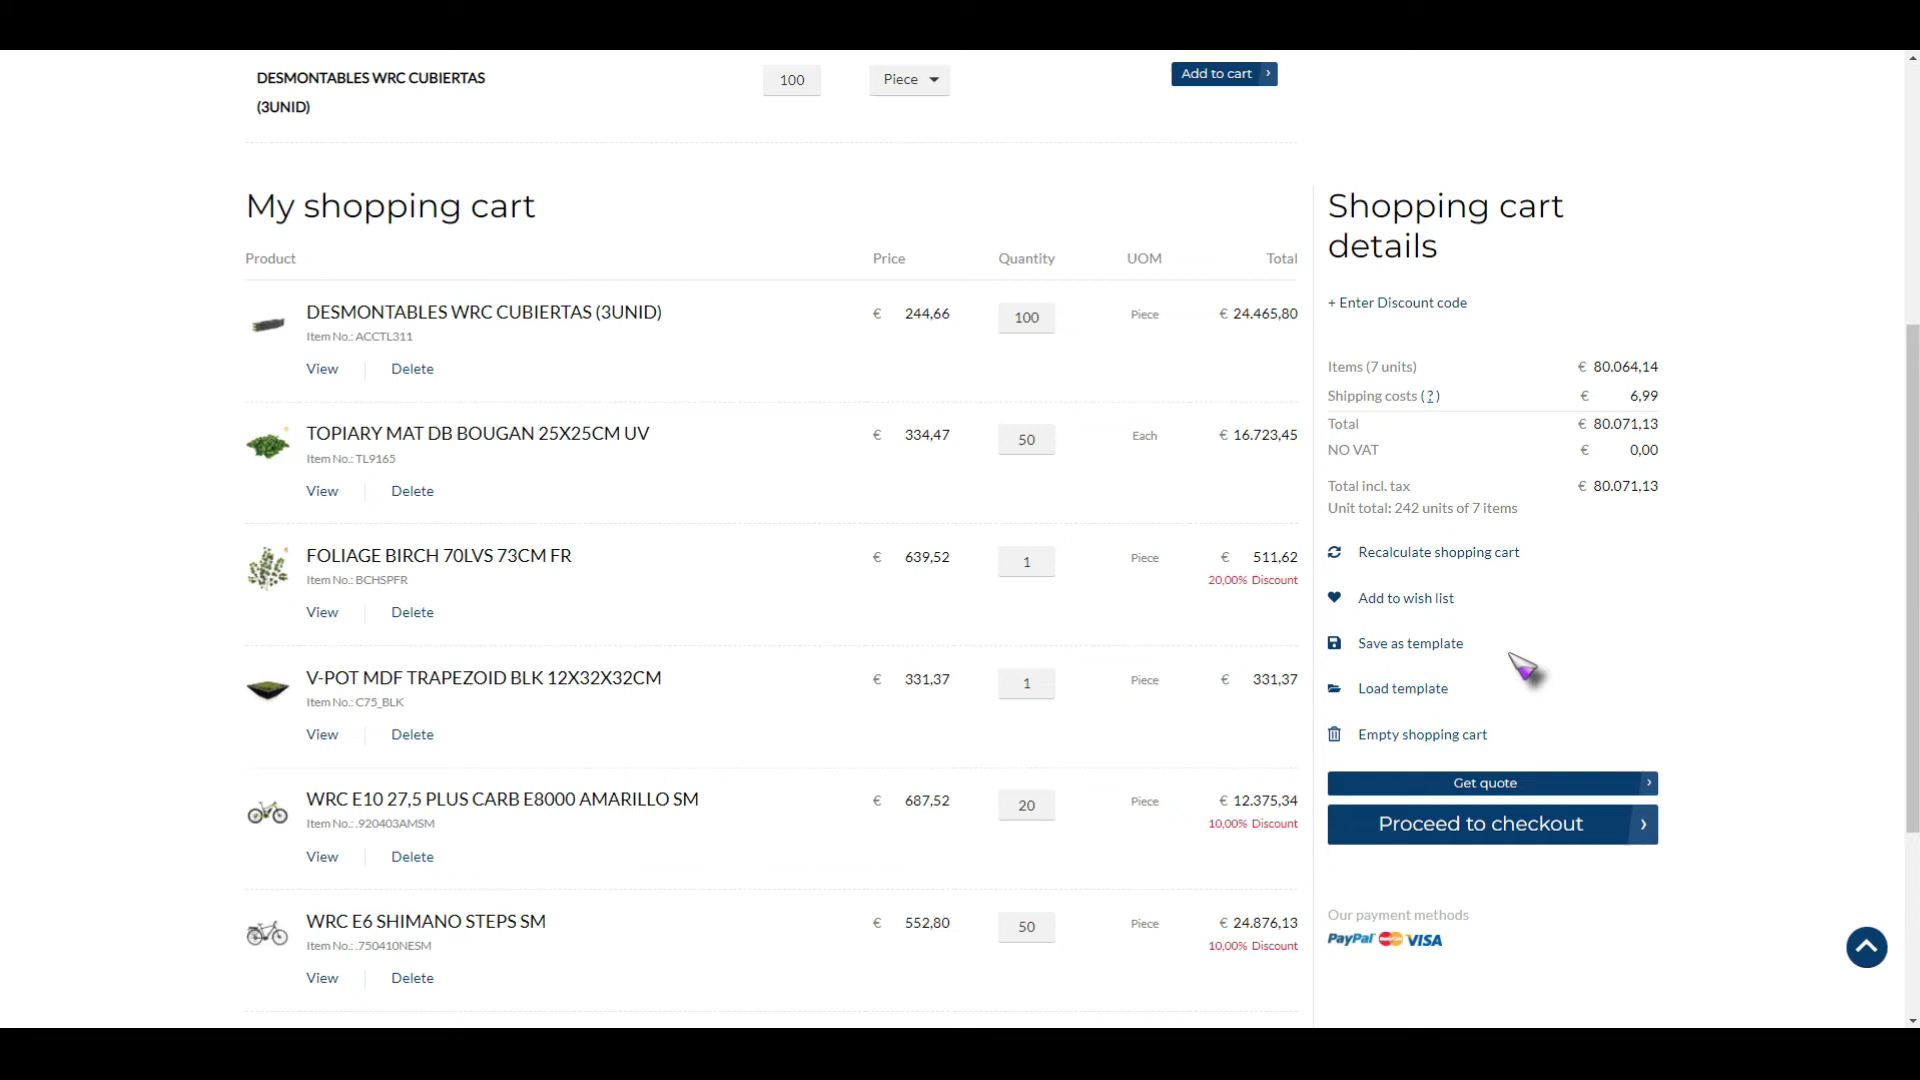 DESMONTABLES WRC CUBIERTAS
(3UNID)
100
Piece
Add to cart
My shopping cart
Product Price Quantity UOM Total
DESMONTABLES WRC CUBIERTAS (3UNID) € 244,66 100 Piece € 24.465,80
Item No.: ACCTL311
View Delete
TOPIARY MAT DB BOUGAN 25X25CM UV € 334,47 50 Each € 16.723,45
Item No.: TL9165
View Delete
FOLIAGE BIRCH 70LVS 73CM FR € 639,52 1 Piece € 511,62
Item No.: BCHSPFR 20,00% Discount
View Delete
V-POT MDF TRAPEZOID BLK 12X32X32CM € 331,37 1 Piece € 331,37
Item No.: C75_BLK
View Delete
WRC E10 27,5 PLUS CARB E8000 AMARILLO SM € 687,52 20 Piece € 12.375,34
Item No.: .920403AMSM 10,00% Discount
View Delete
WRC E6 SHIMANO STEPS SM € 552,80 50 Piece € 24.876,13
Item No.: .750410NESM 10,00% Discount
View Delete
Shopping cart
details
+ Enter Discount code
Items (7 units) € 80.064,14
Shipping costs (?) € 6,99
Total € 80.071,13
NO VAT € 0,00
Total incl. tax € 80.071,13
Unit total: 242 units of 7 items
Recalculate shopping cart
Add to wish list
Save as template
Load template
Empty shopping cart
Get quote
Proceed to checkout
Our payment methods
PayPal VISA